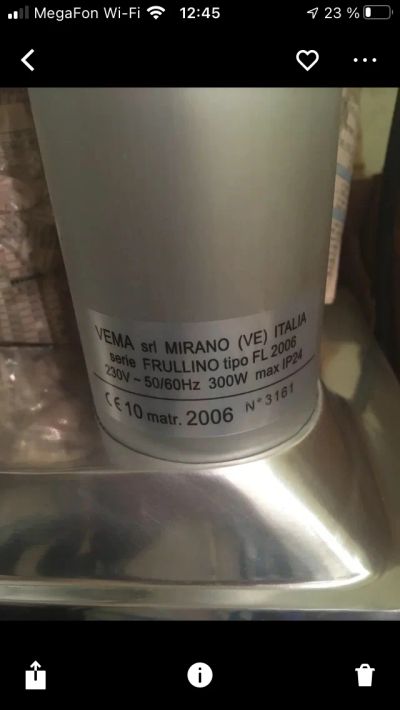 MegaFon Wi-Fi 12:45 23 %
VEMA srl MIRANO (VE) ITALIA
serie FRULLINO tipo FL 2006
230V ~ 50/60Hz 300W max IP24
CE 10 matr. 2006 N° 3161